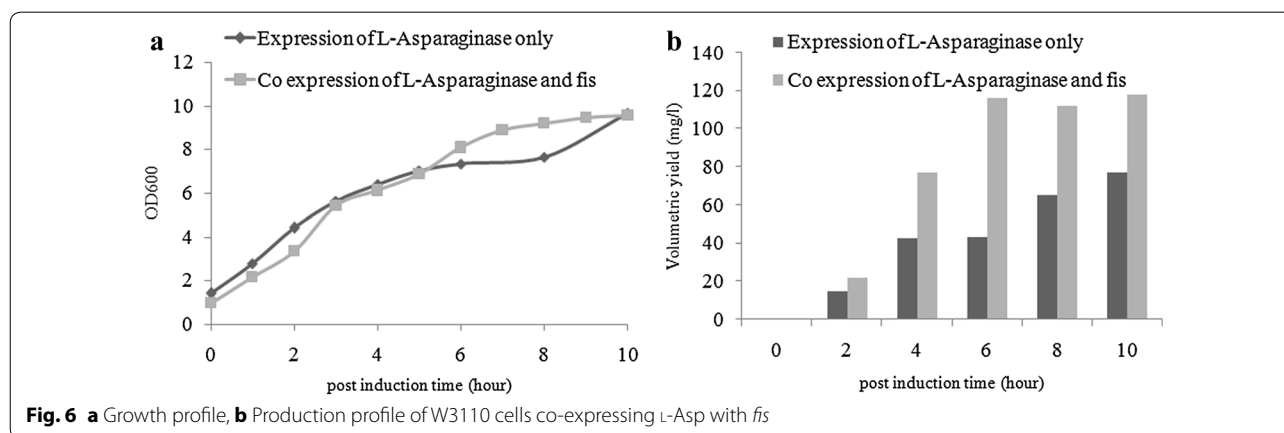 a
Expression of L-Asparaginase only
Co expression of L-Asparaginase and fis
12
10
8
6
4
2
0
OD600
0 2 4 6 8 10
post induction time (hour)
b
Expression of L-Asparaginase only
Co expression of L-Asparaginase and fis
140
120
100
80
60
40
20
0
Volumetric yield (mg/l)
0 2 4 6 8 10
post induction time (hour)
Fig. 6 a Growth profile, b Production profile of W3110 cells co-expressing L-Asp with fis